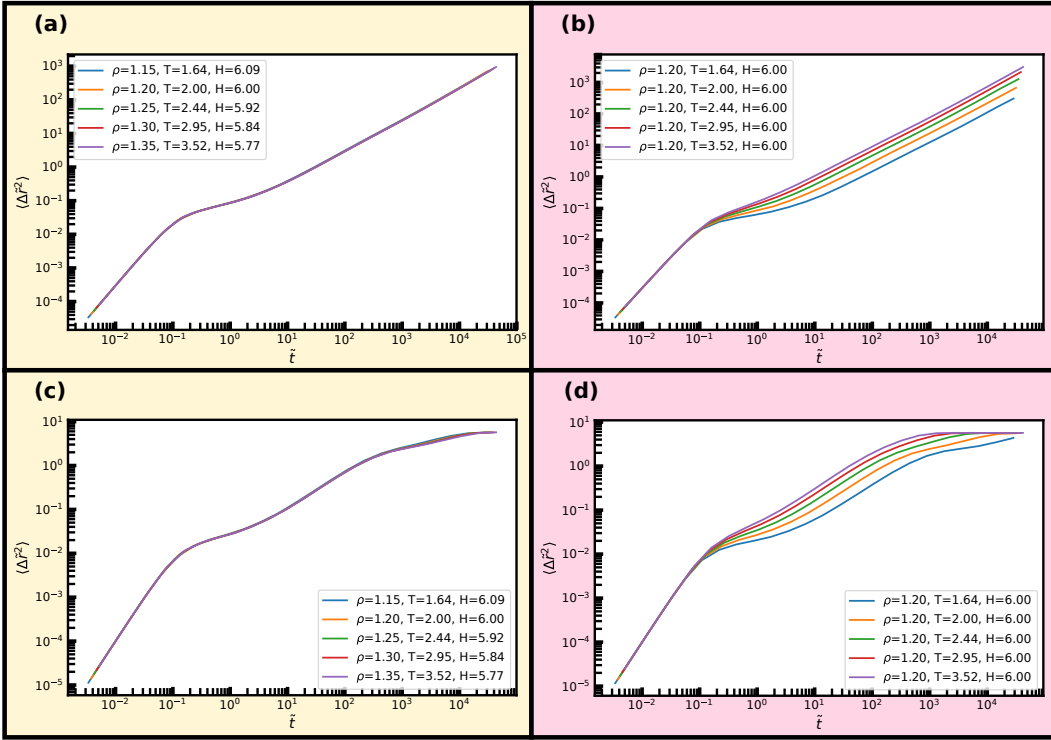 (a)
10³
10²
10¹
10⁰
10⁻¹
10⁻²
10⁻³
10⁻⁴
⟨Δr̃²⟩
ρ=1.15, T=1.64, H=6.09
ρ=1.20, T=2.00, H=6.00
ρ=1.25, T=2.44, H=5.92
ρ=1.30, T=2.95, H=5.84
ρ=1.35, T=3.52, H=5.77
10⁻² 10⁻¹ 10⁰ 10¹ 10² 10³ 10⁴ 10⁵
t̃
(b)
10³
10²
10¹
10⁰
10⁻¹
10⁻²
10⁻³
10⁻⁴
⟨Δr̃²⟩
ρ=1.20, T=1.64, H=6.00
ρ=1.20, T=2.00, H=6.00
ρ=1.20, T=2.44, H=6.00
ρ=1.20, T=2.95, H=6.00
ρ=1.20, T=3.52, H=6.00
10⁻² 10⁻¹ 10⁰ 10¹ 10² 10³ 10⁴
t̃
(c)
10¹
10⁰
10⁻¹
10⁻²
10⁻³
10⁻⁴
10⁻⁵
⟨Δr̃²⟩
ρ=1.15, T=1.64, H=6.09
ρ=1.20, T=2.00, H=6.00
ρ=1.25, T=2.44, H=5.92
ρ=1.30, T=2.95, H=5.84
ρ=1.35, T=3.52, H=5.77
10⁻² 10⁻¹ 10⁰ 10¹ 10² 10³ 10⁴
t̃
(d)
10¹
10⁰
10⁻¹
10⁻²
10⁻³
10⁻⁴
10⁻⁵
⟨Δr̃²⟩
ρ=1.20, T=1.64, H=6.00
ρ=1.20, T=2.00, H=6.00
ρ=1.20, T=2.44, H=6.00
ρ=1.20, T=2.95, H=6.00
ρ=1.20, T=3.52, H=6.00
10⁻² 10⁻¹ 10⁰ 10¹ 10² 10³ 10⁴
t̃